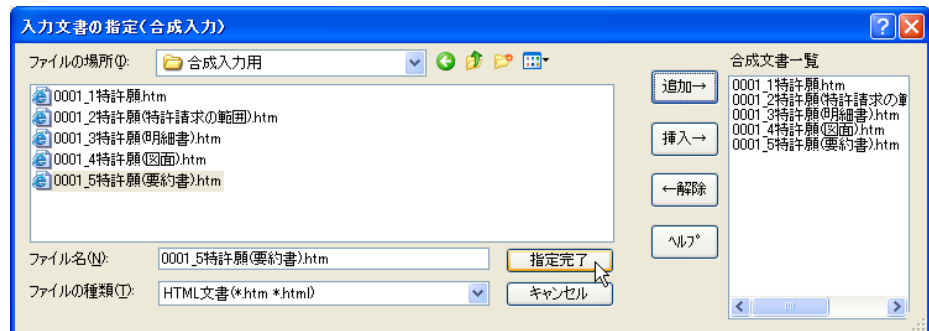 入力文書の指定(合成入力)
ファイルの場所(I):
合成入力用
0001_1特許願.htm
0001_2特許願(特許請求の範囲).htm
0001_3特許願(明細書).htm
0001_4特許願(図面).htm
0001_5特許願(要約書).htm
ファイル名(N):
0001_5特許願(要約書).htm
指定完了
ファイルの種類(T):
HTML文書(*.htm *.html)
キャンセル
追加→
挿入→
←解除
ヘルプ
合成文書一覧
0001_1特許願.htm
0001_2特許願(特許請求の範
0001_3特許願(明細書).htm
0001_4特許願(図面).htm
0001_5特許願(要約書).htm